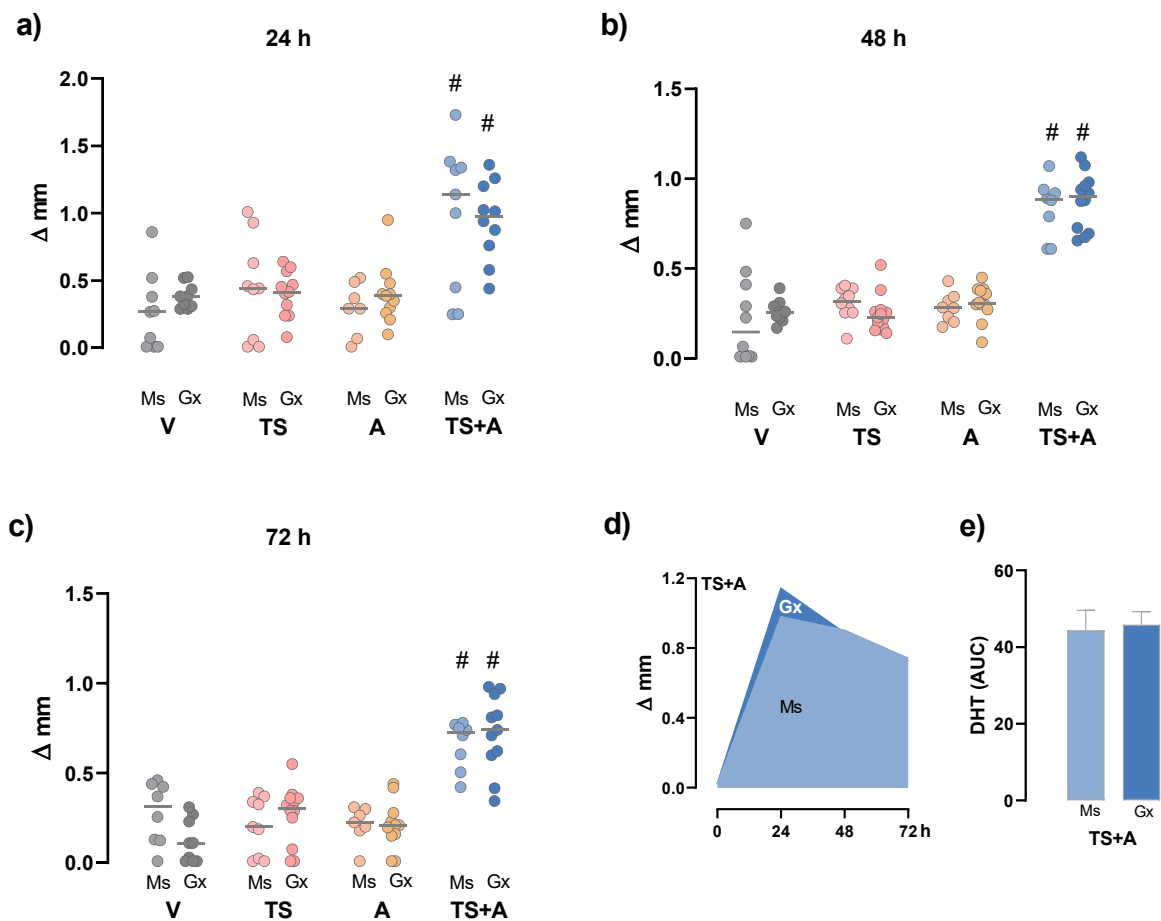 a)
24 h
Δ mm
2.0
1.5
1.0
0.5
0.0
# #
Ms Gx Ms Gx Ms Gx Ms Gx
V TS A TS+A
b)
48 h
Δ mm
1.5
1.0
0.5
0.0
# #
Ms Gx Ms Gx Ms Gx Ms Gx
V TS A TS+A
c)
72 h
Δ mm
1.5
1.0
0.5
0.0
# #
Ms Gx Ms Gx Ms Gx Ms Gx
V TS A TS+A
d)
Δ mm
1.2
0.8
0.4
0.0
TS+A
Gx
Ms
0 24 48 72 h
e)
DHT (AUC)
60
40
20
0
Ms Gx
TS+A